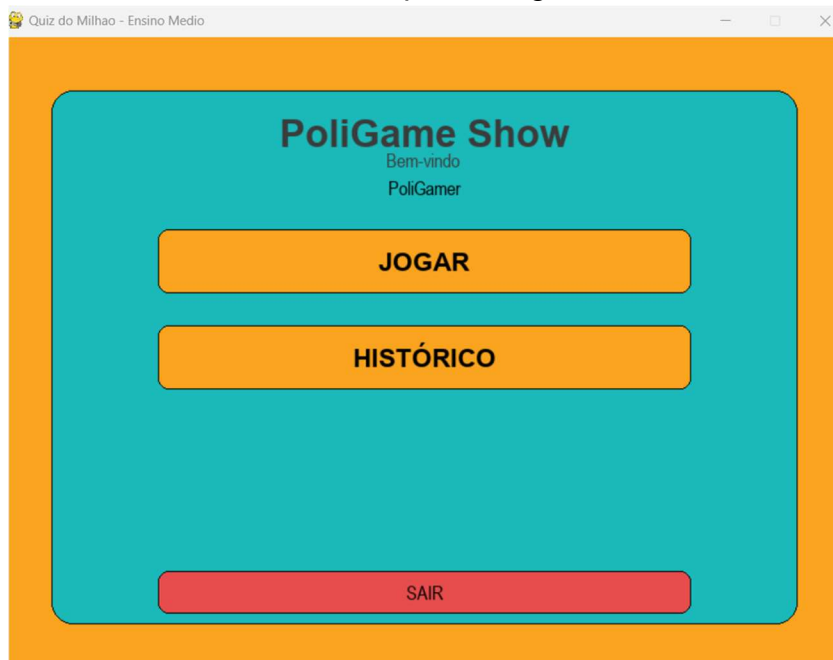 Quiz do Milhao - Ensino Medio
PoliGame Show
Bem-vindo
PoliGamer
JOGAR
HISTÓRICO
SAIR